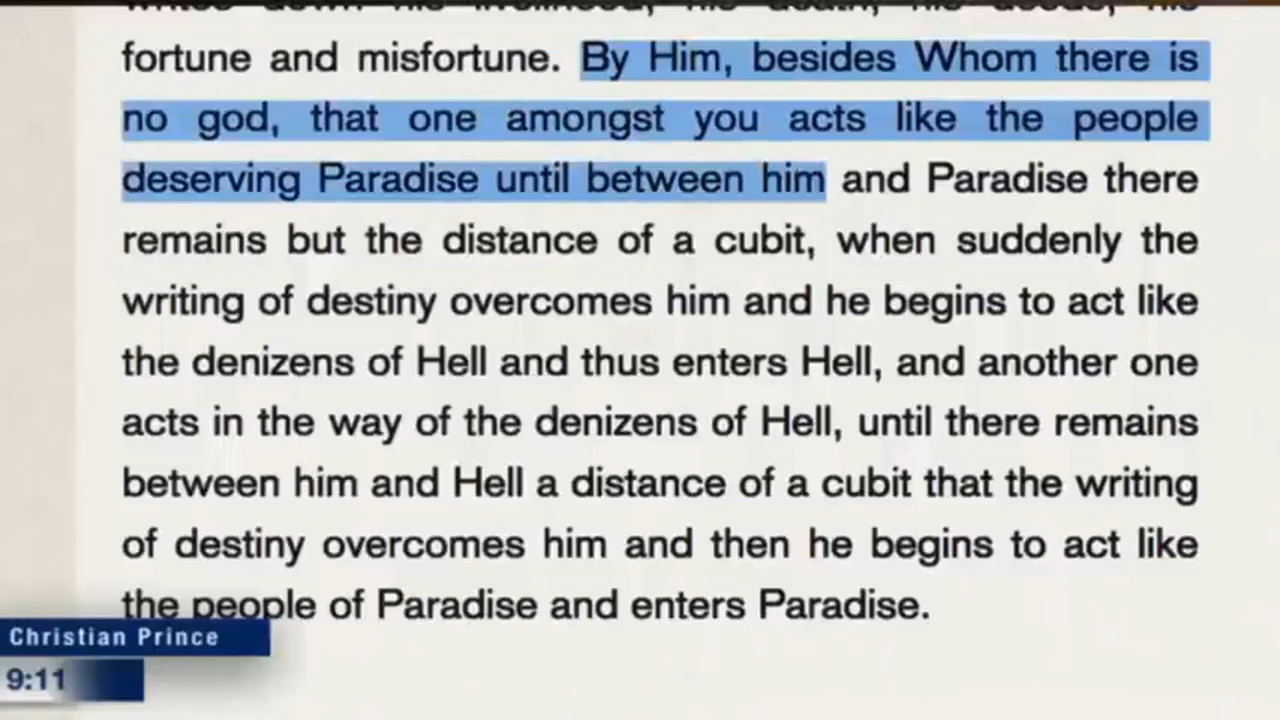 fortune and misfortune. By Him, besides Whom there is
no god, that one amongst you acts like the people
deserving Paradise until between him and Paradise there
remains but the distance of a cubit, when suddenly the
writing of destiny overcomes him and he begins to act like
the denizens of Hell and thus enters Hell, and another one
acts in the way of the denizens of Hell, until there remains
between him and Hell a distance of a cubit that the writing
of destiny overcomes him and then he begins to act like
the people of Paradise and enters Paradise.
Christian Prince
9:11